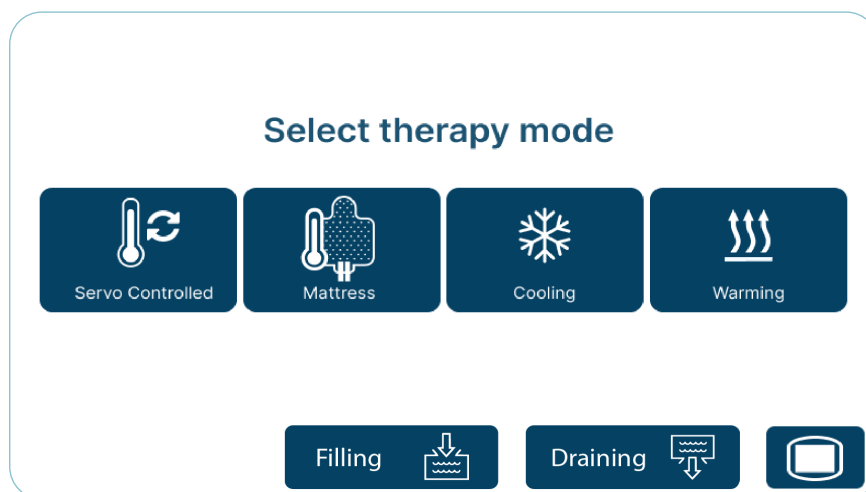 Select therapy mode
Servo Controlled
Mattress
Cooling
Warming
Filling
Draining